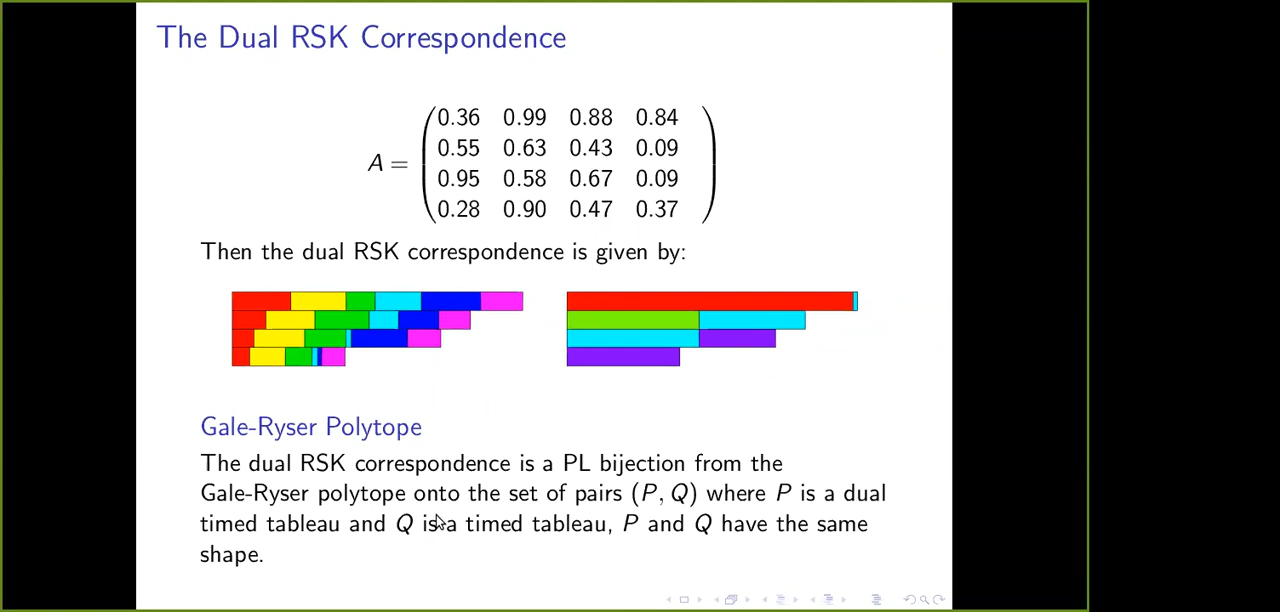 The Dual RSK Correspondence
A = (0.36 0.99 0.88 0.84)
0.55 0.63 0.43 0.09
0.95 0.58 0.67 0.09
0.28 0.90 0.47 0.37
Then the dual RSK correspondence is given by:
Gale-Ryser Polytope
The dual RSK correspondence is a PL bijection from the
Gale-Ryser polytope onto the set of pairs (P, Q) where P is a dual
timed tableau and Q is a timed tableau, P and Q have the same
shape.